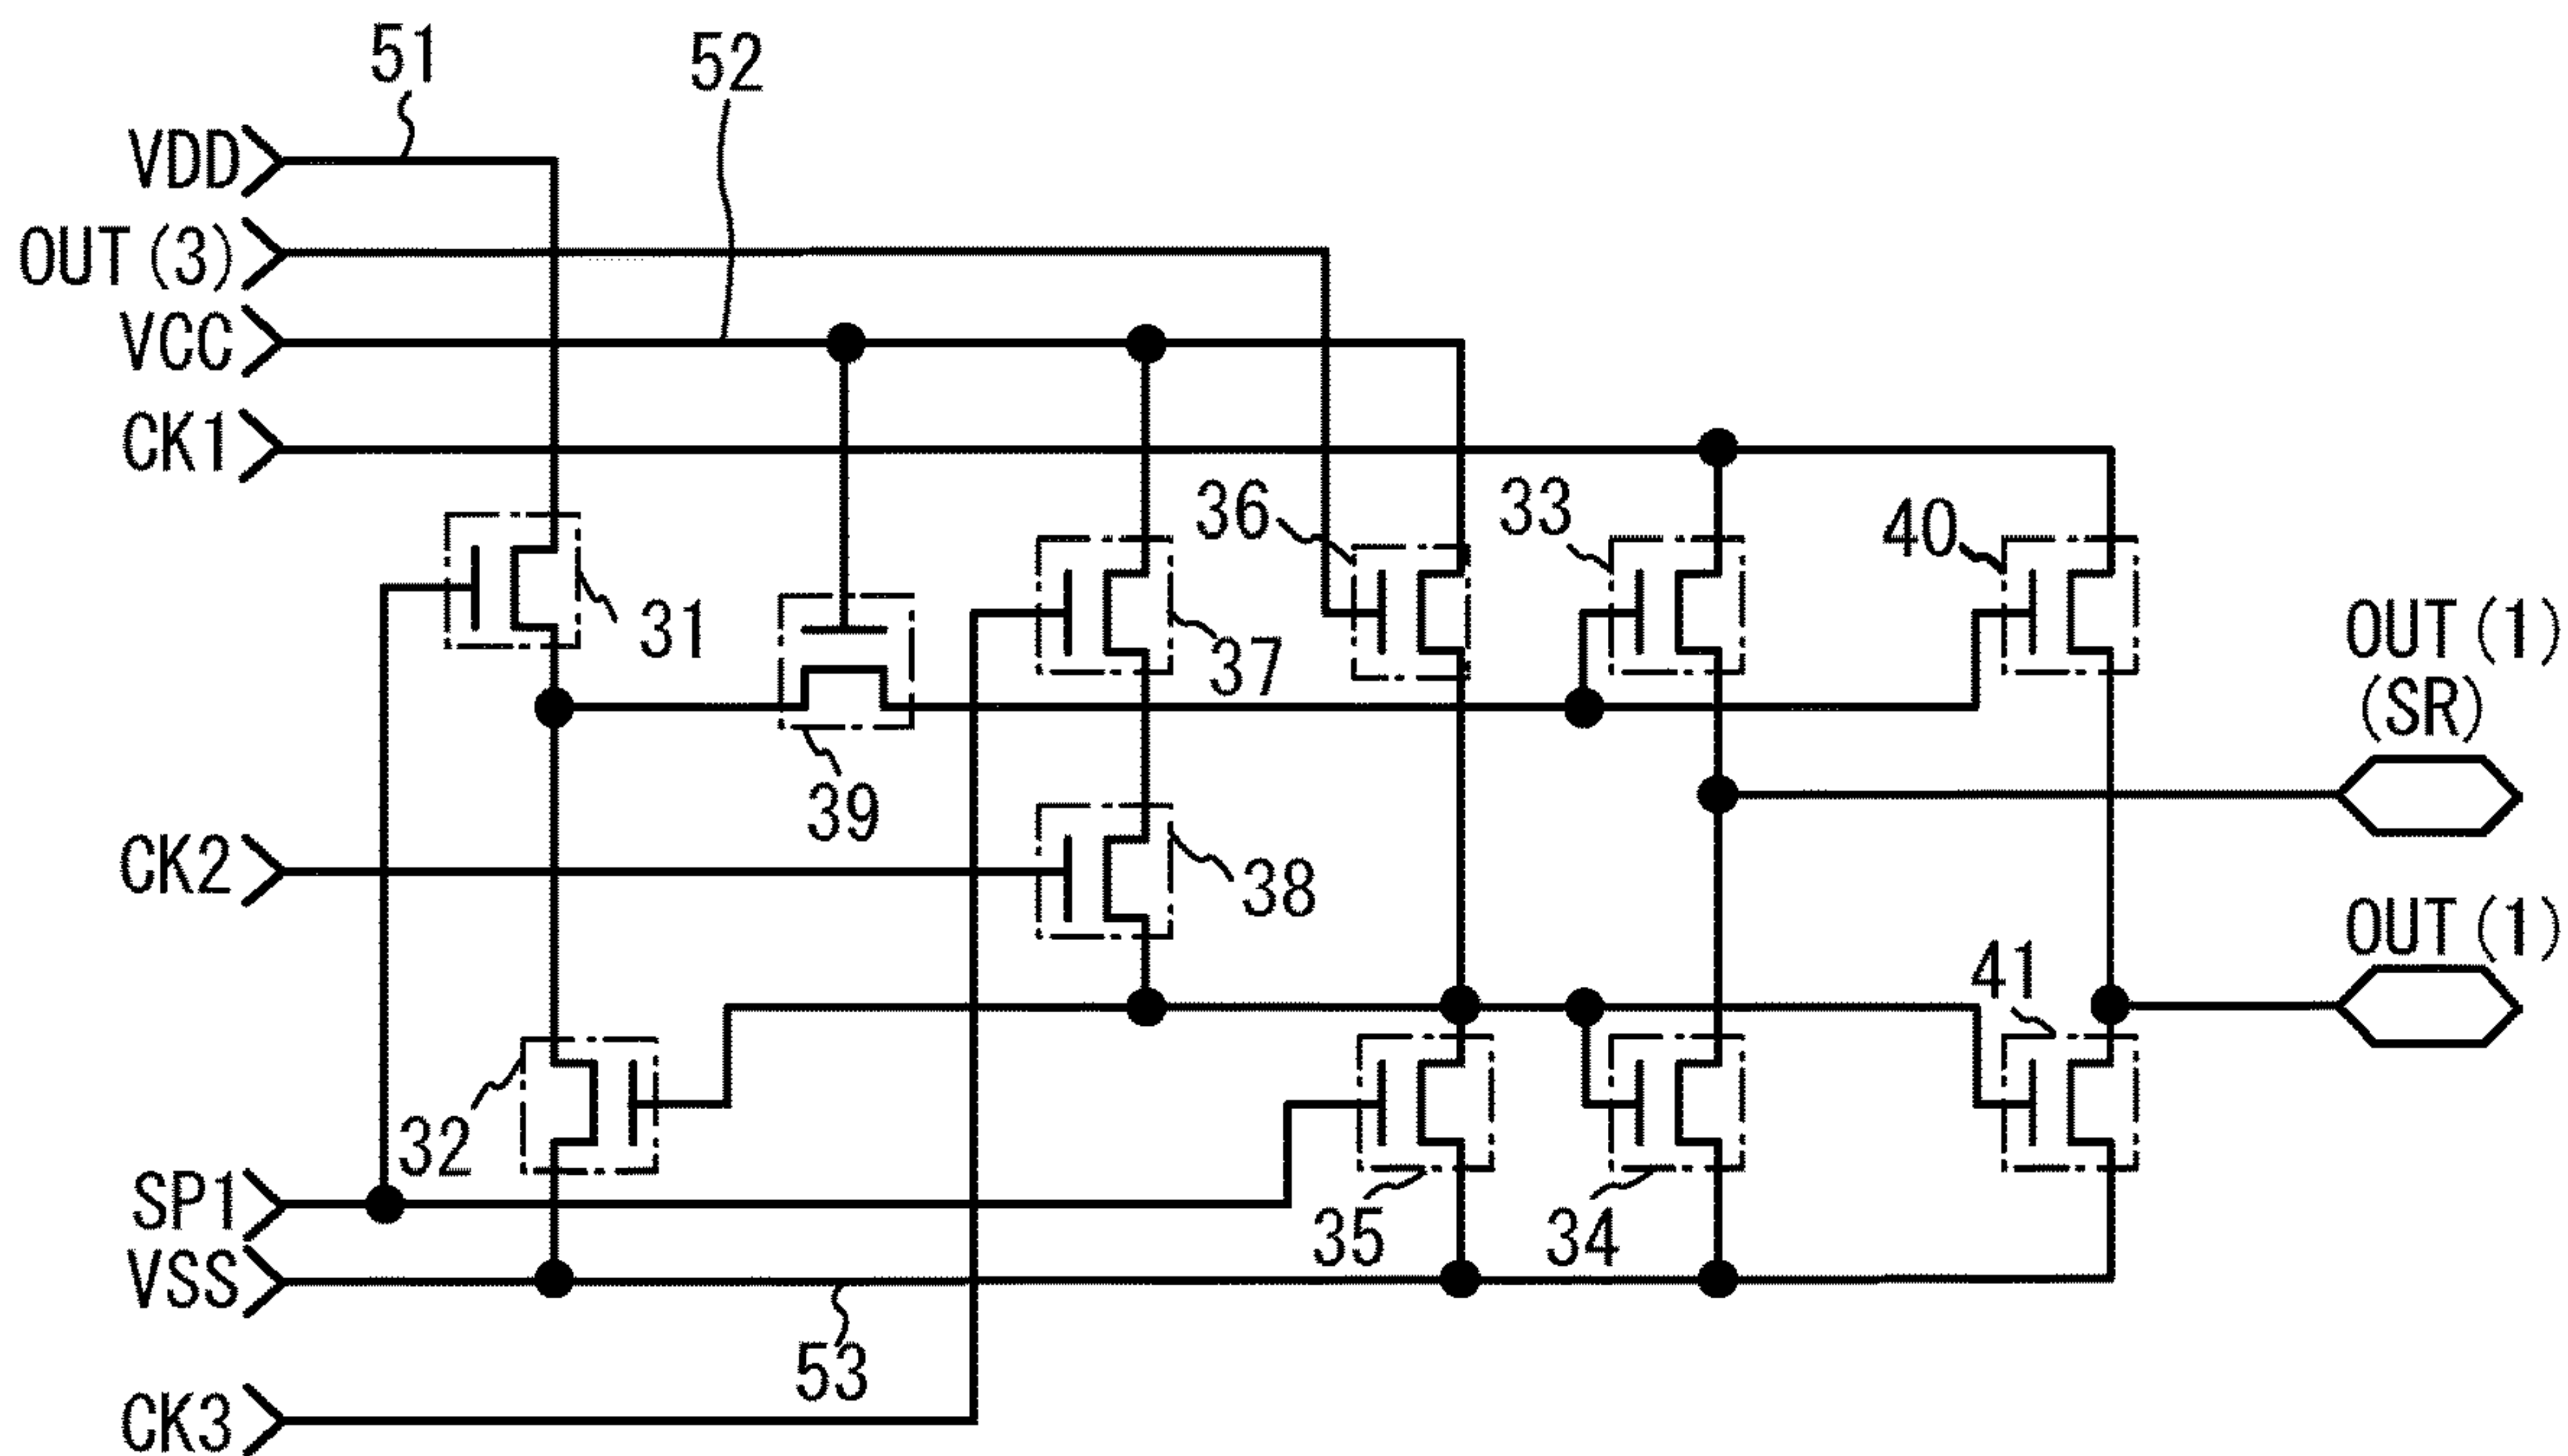 51
52
VDD
OUT (3)
VCC
CK1
36
33
40
31
37
OUT (1)
(SR)
39
CK2
38
OUT (1)
41
32
SP1
35
34
VSS
53
CK3